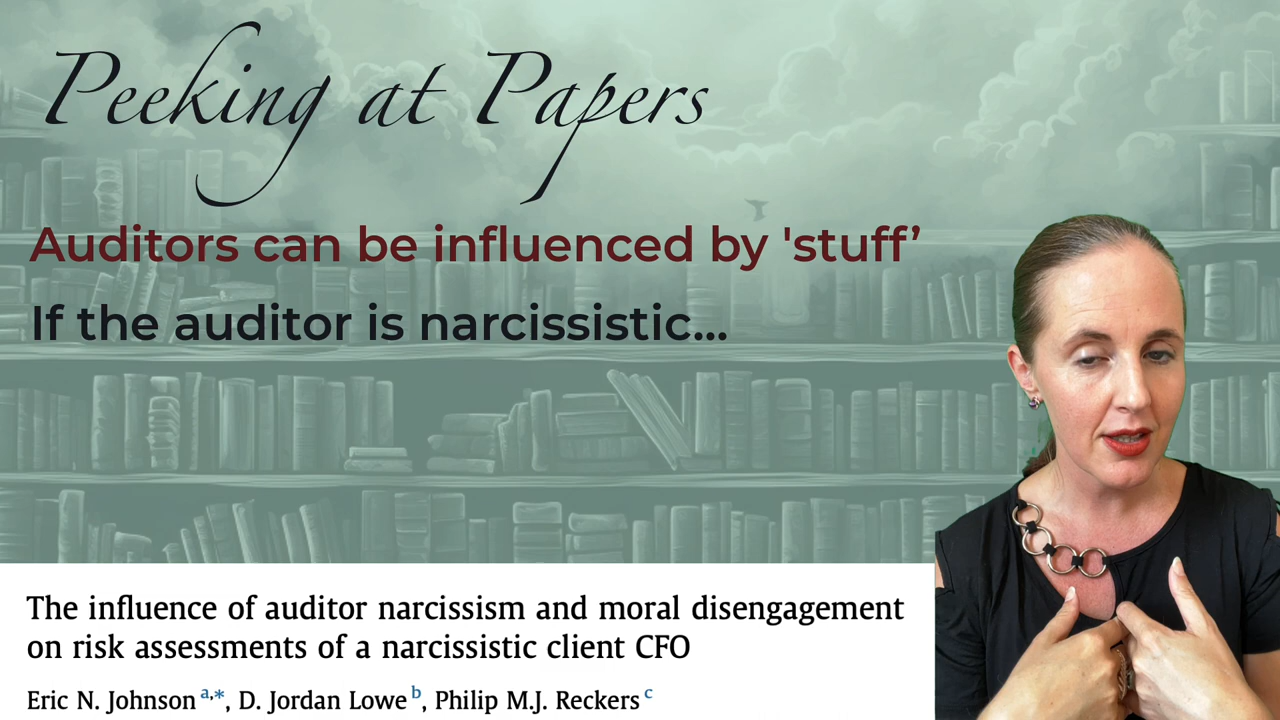 Peeking at Papers
Auditors can be influenced by 'stuff’
If the auditor is narcissistic...
The influence of auditor narcissism and moral disengagement
on risk assessments of a narcissistic client CFO
Eric N. Johnson a,*, D. Jordan Lowe b, Philip M.J. Reckers c